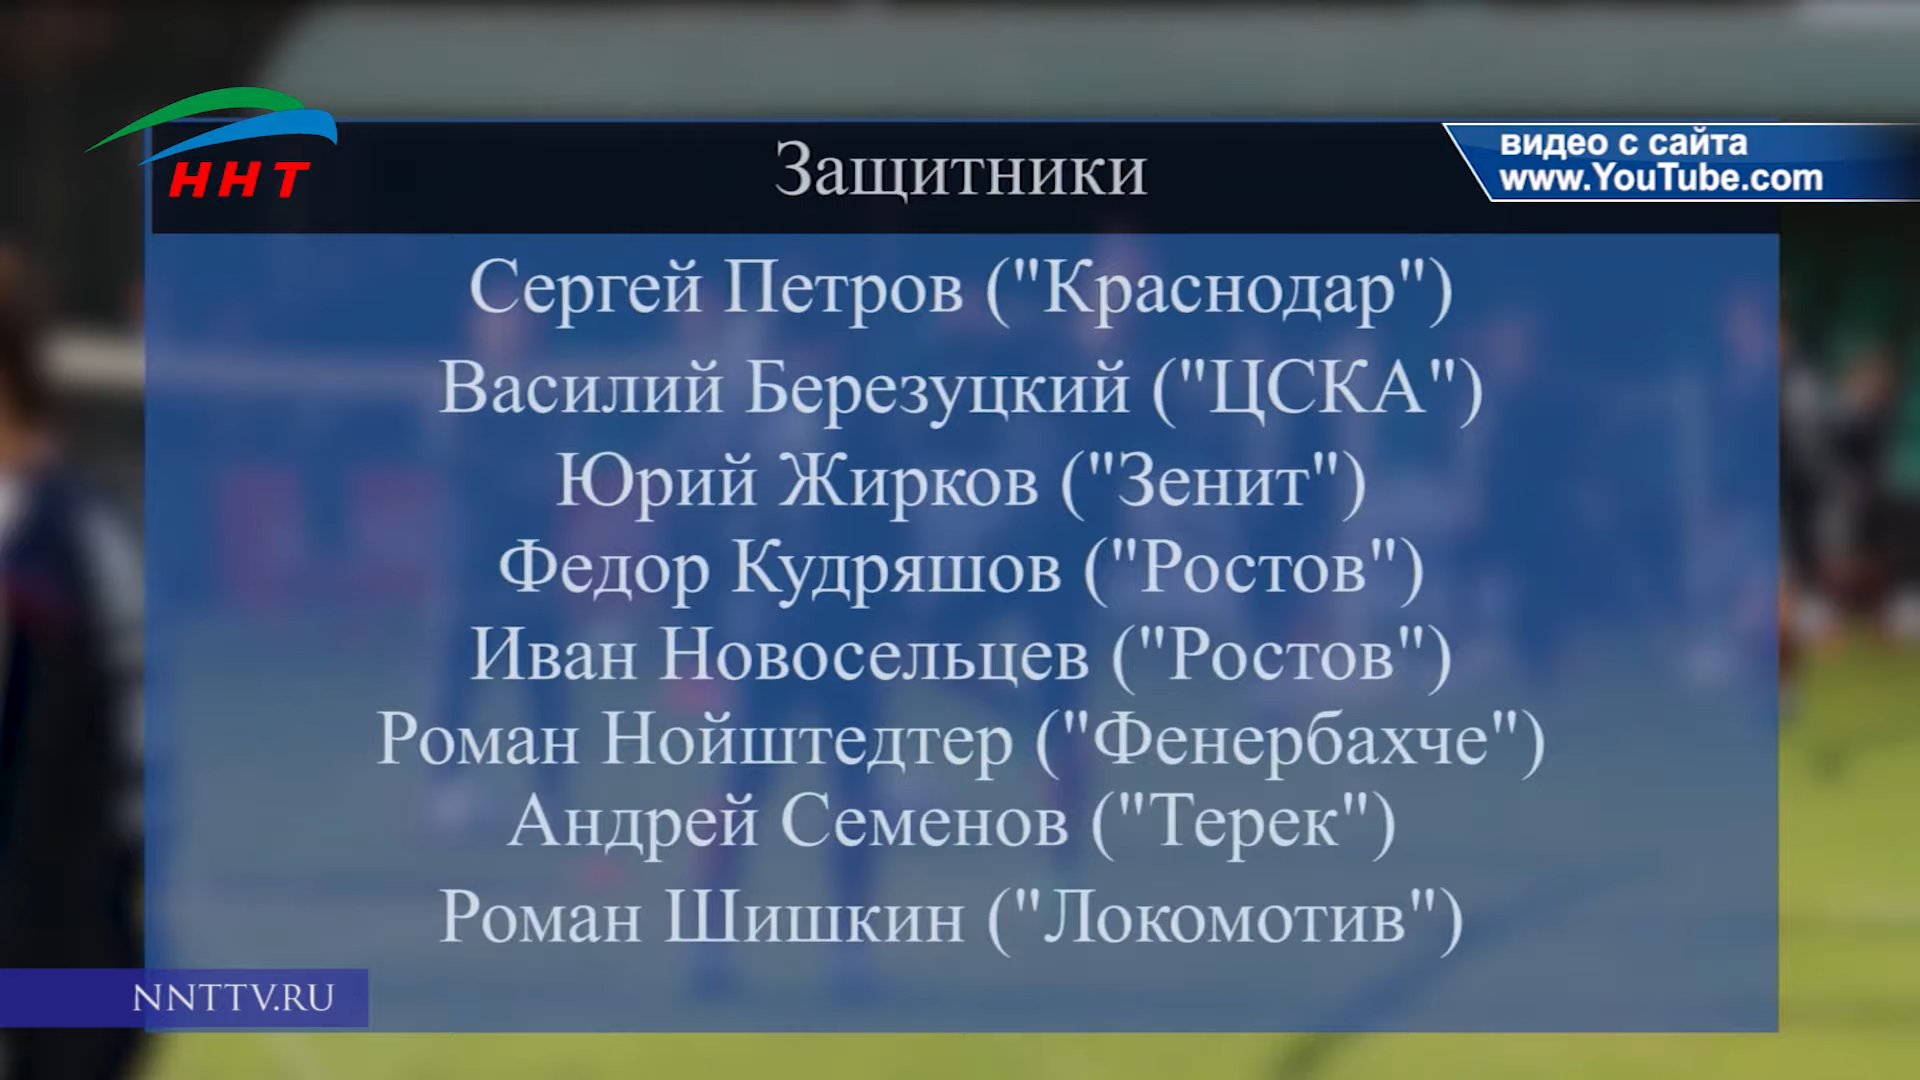 ННТ
Защитники
видео с сайта
www.YouTube.com
Сергей Петров ("Краснодар")
Василий Березуцкий ("ЦСКА")
Юрий Жирков ("Зенит")
Федор Кудряшов ("Ростов")
Иван Новосельцев ("Ростов")
Роман Нойштедтер ("Фенербахче")
Андрей Семенов ("Терек")
Роман Шишкин ("Локомотив")
NNTTV.RU